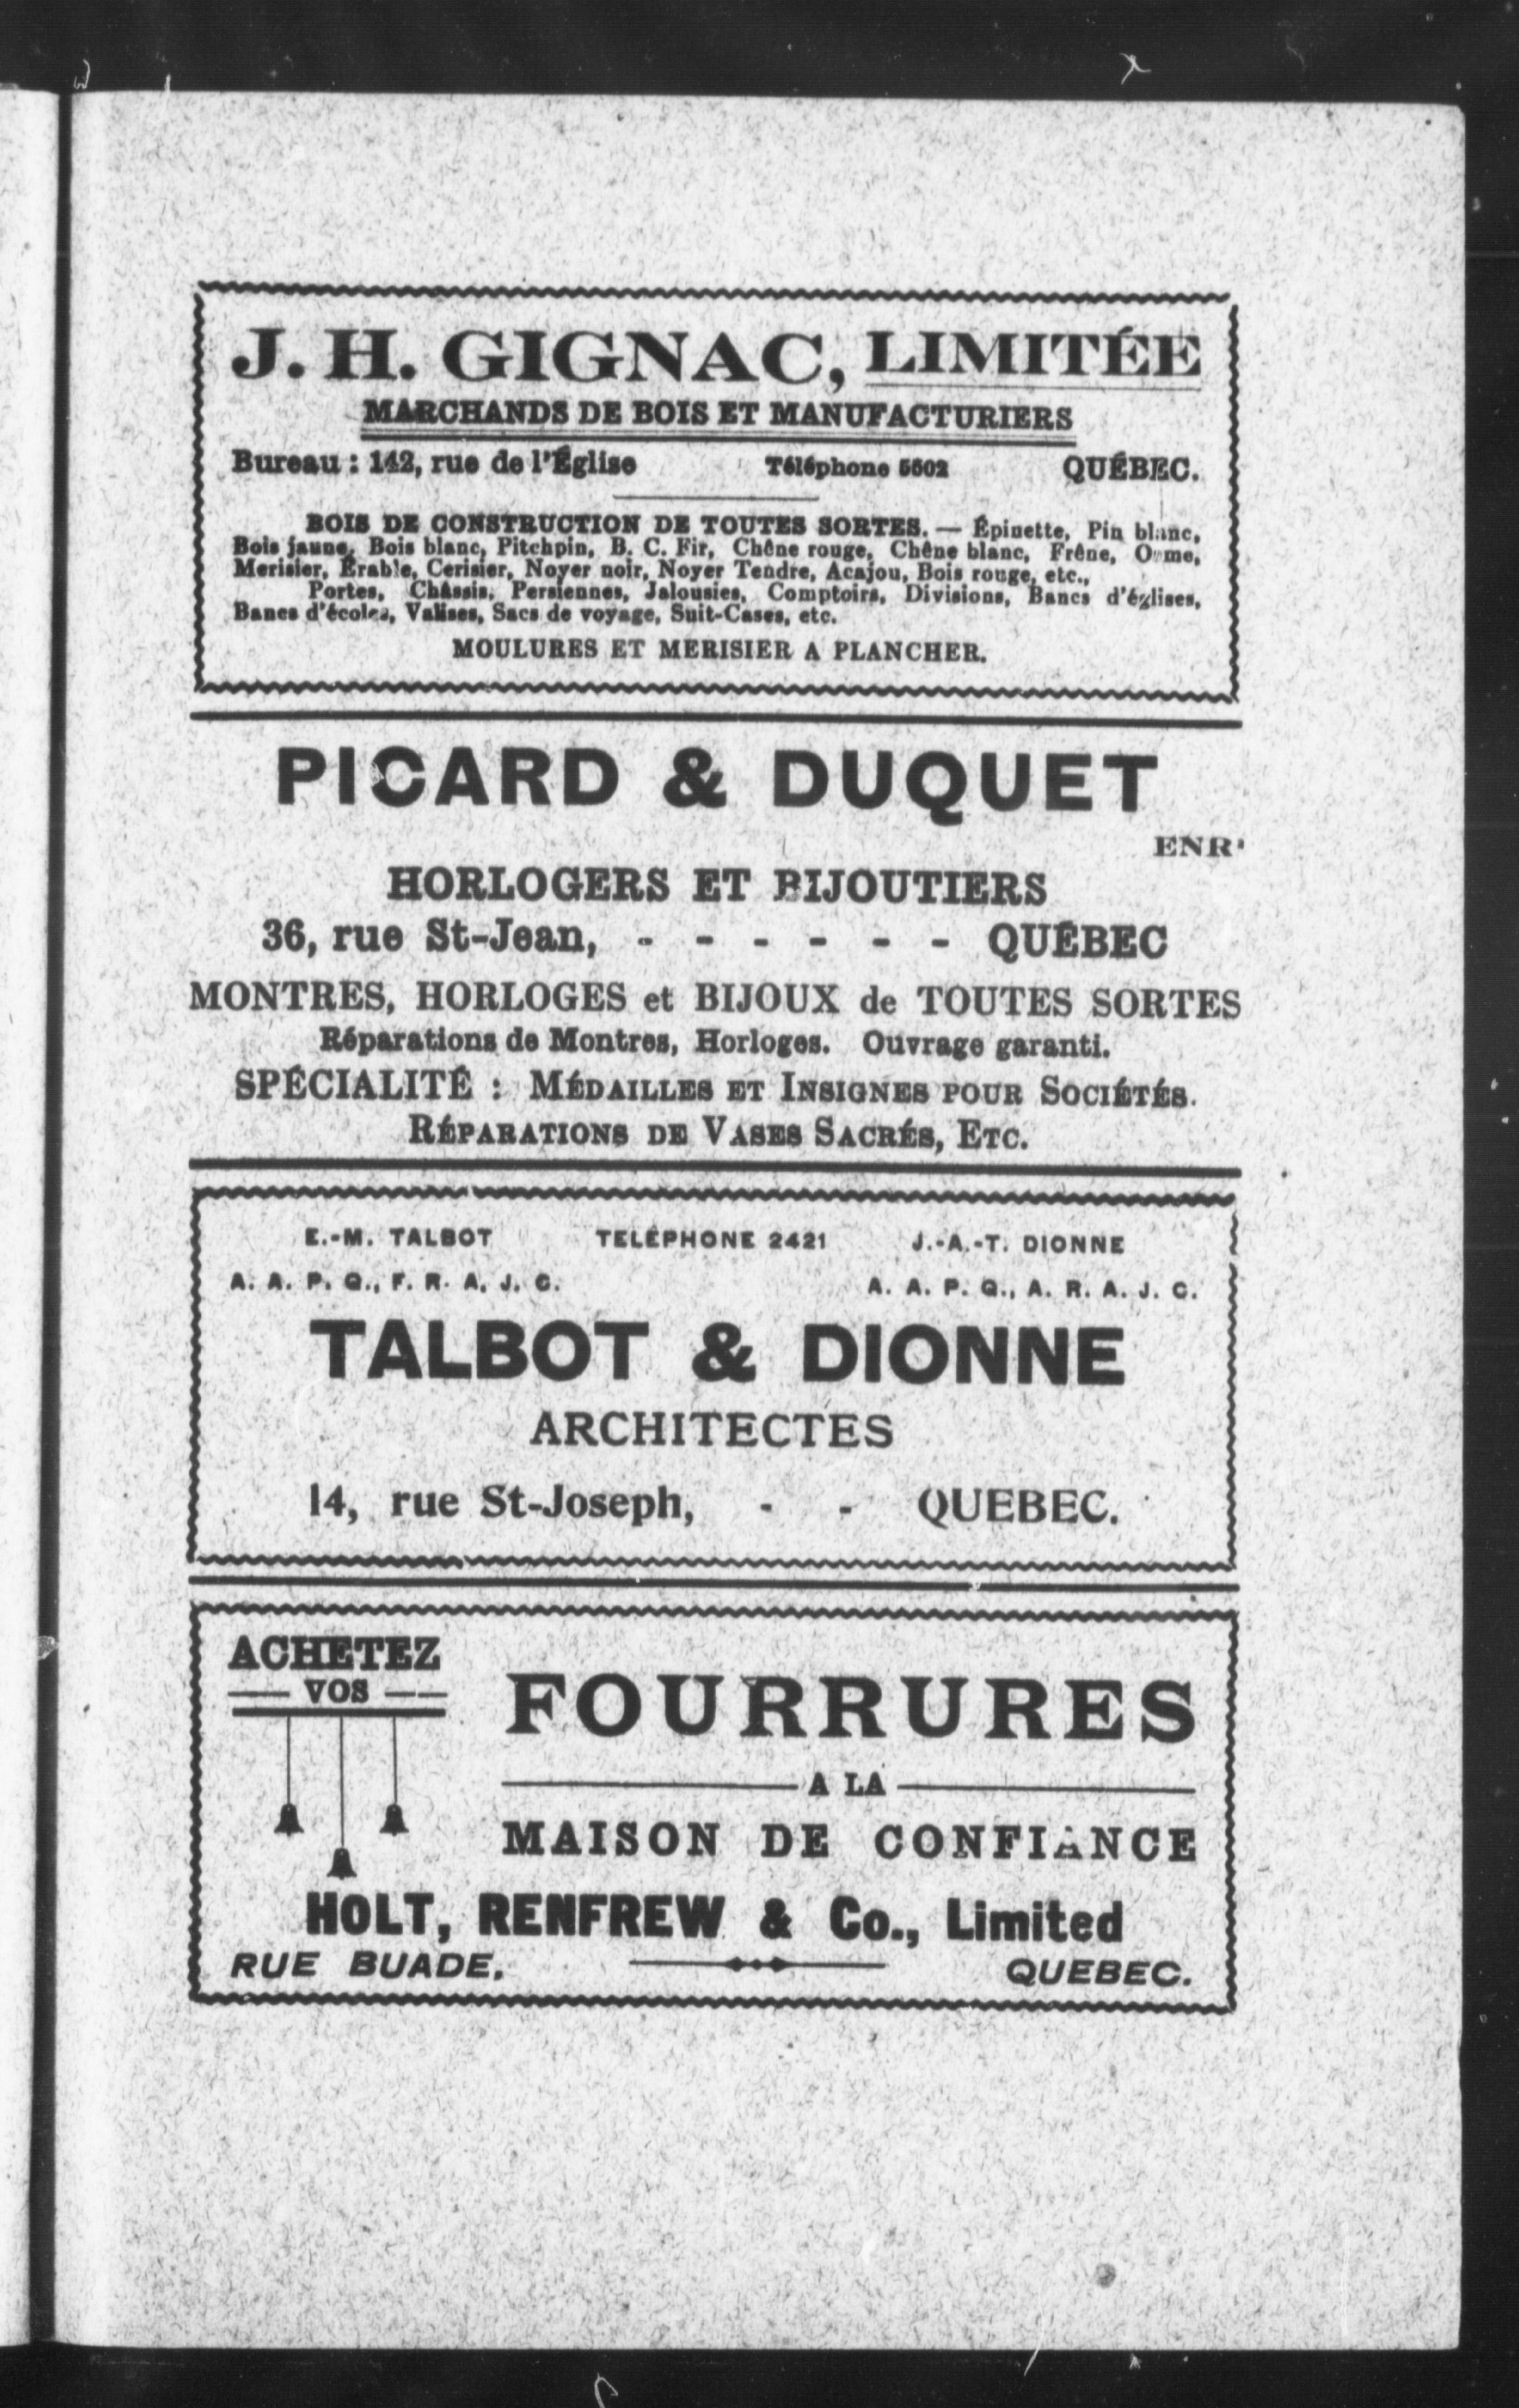 J. H. GIGNAC, LIMITÉE
MARCHANDS DE BOIS ET MANUFACTURIERS
Bureau : 142, rue de l'Église Téléphone 5502 QUÉBEC.
BOIS DE CONSTRUCTION DE TOUTES SORTES. — Épinette, Pin blanc,
Bois jaune, Bois blanc, Pitchpin, B. C. Fir, Chêne rouge, Chêne blanc, Frêne, Orme,
Merisier, Érable, Cerisier, Noyer noir, Noyer Tendre, Acajou, Bois rouge, etc.,
Portes, Châssis, Persiennes, Jalousies, Comptoirs, Divisions, Bancs d'églises,
Bancs d'écoles, Valises, Sacs de voyage, Suit-Cases, etc.
MOULURES ET MERISIER A PLANCHER.
PICARD & DUQUET
ENR
HORLOGERS ET BIJOUTIERS
36, rue St-Jean, - - - - - - QUÉBEC
MONTRES, HORLOGES et BIJOUX de TOUTES SORTES
Réparations de Montres, Horloges. Ouvrage garanti.
SPÉCIALITÉ : MÉDAILLES ET INSIGNES POUR SOCIÉTÉS.
RÉPARATIONS DE VASES SACRÉS, ETC.
E.-M. TALBOT TELÉPHONE 2421 J.-A.-T. DIONNE
A. A. P. Q., F. R. A. J. C. A. A. P. Q., A. R. A. J. C.
TALBOT & DIONNE
ARCHITECTES
14, rue St-Joseph, - - QUEBEC.
ACHETEZ
VOS
FOURRURES
A LA
MAISON DE CONFIANCE
HOLT, RENFREW & Co., Limited
RUE BUADE, QUEBEC.